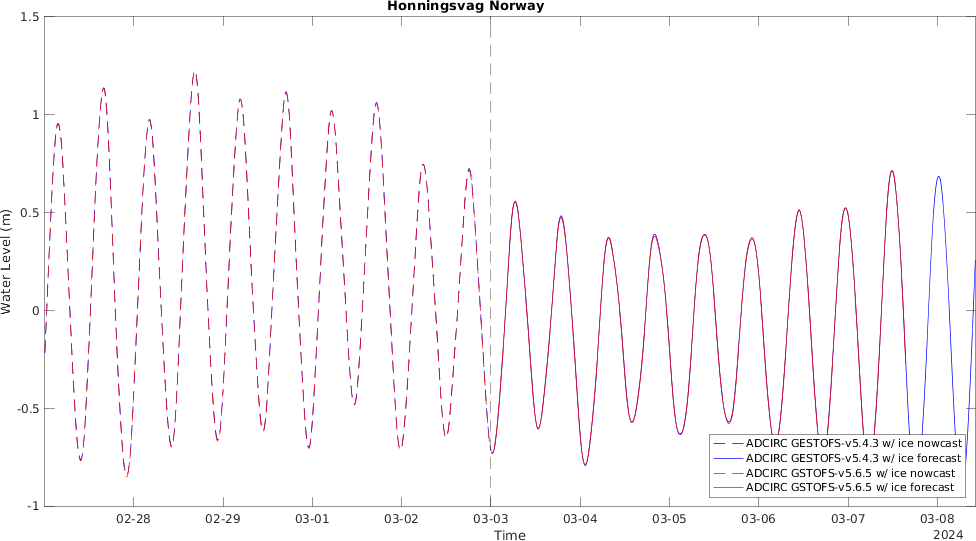 Honningsvag Norway
1.5
1
0.5
0
-0.5
-1
Water Level (m)
02-28
02-29
03-01
03-02
03-03
03-04
03-05
03-06
03-07
03-08
Time
2024
ADCIRC GESTOFS-v5.4.3 w/ ice nowcast
ADCIRC GESTOFS-v5.4.3 w/ ice forecast
ADCIRC GSTOFS-v5.6.5 w/ ice nowcast
ADCIRC GSTOFS-v5.6.5 w/ ice forecast